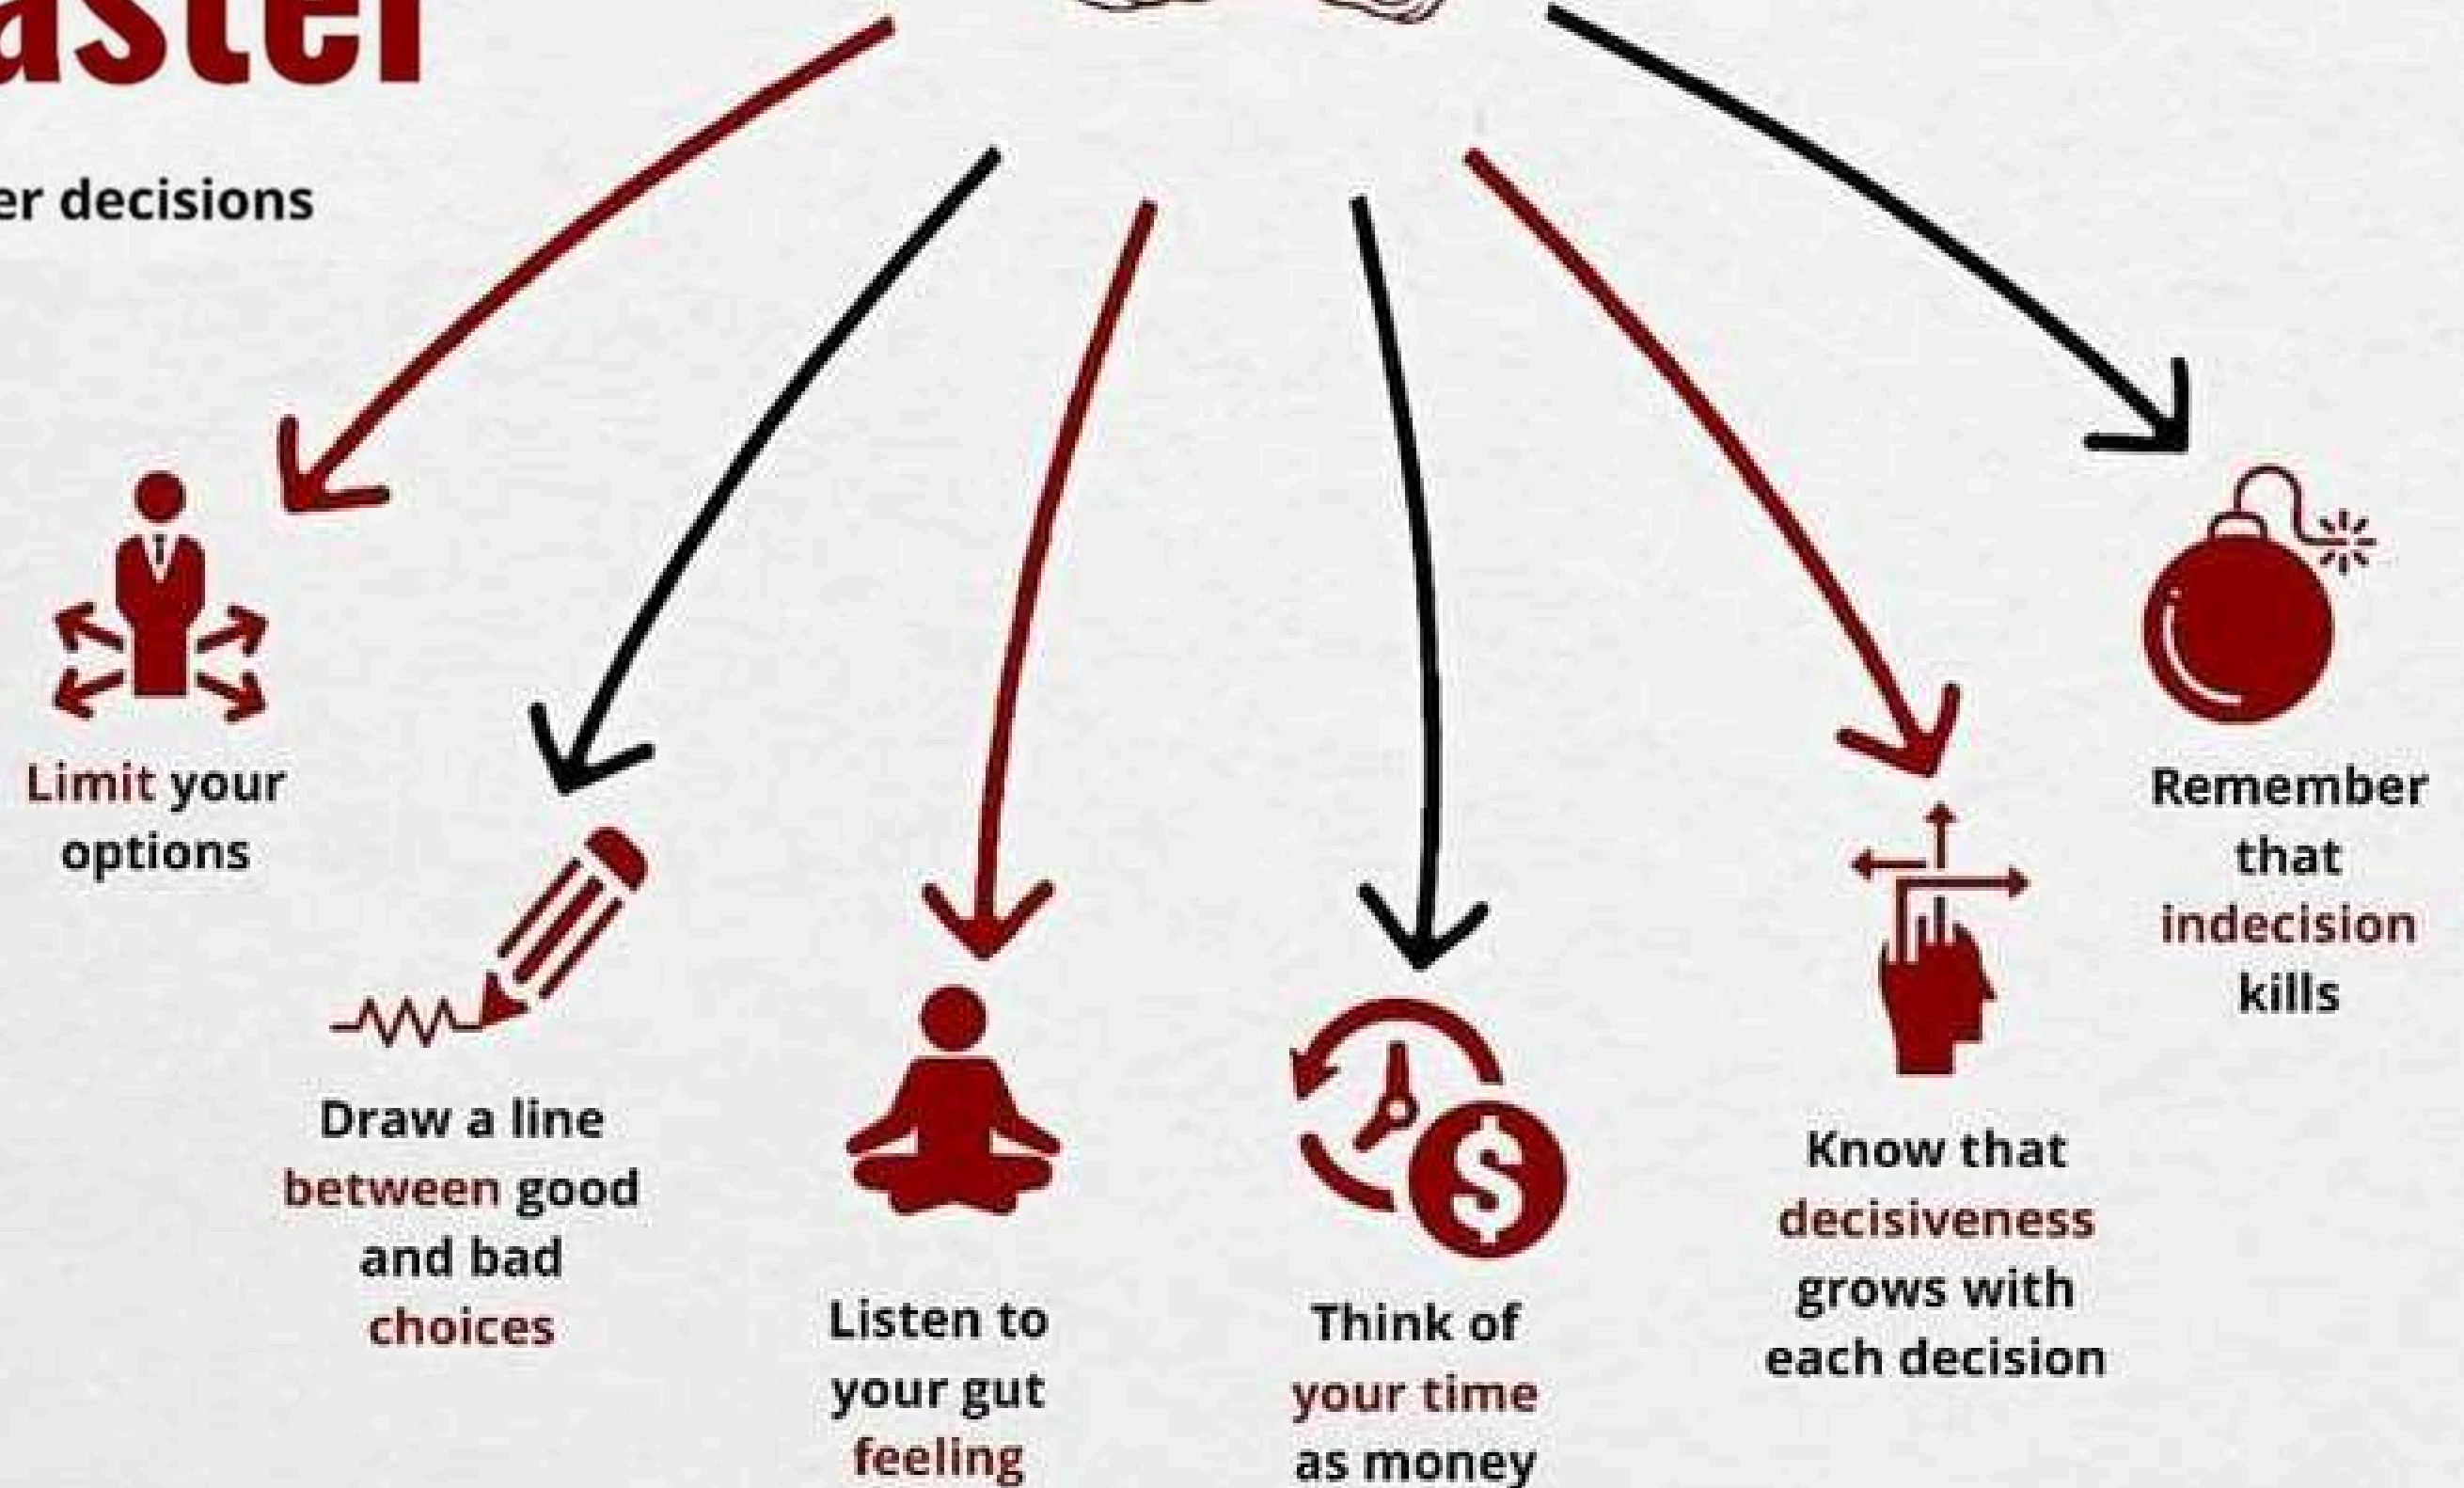 er decisions
Limit your
options
Draw a line
between good
and bad
choices
Listen to
your gut
feeling
Think of
your time
as money
Know that
decisiveness
grows with
each decision
Remember
that
indecision
kills